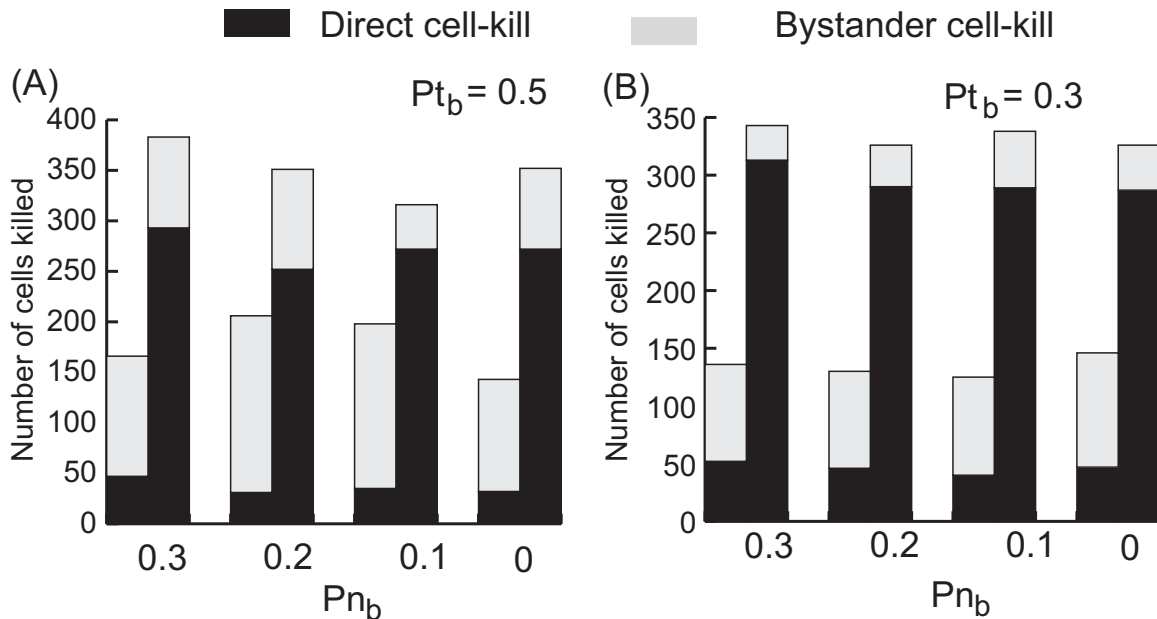 Direct cell-kill Bystander cell-kill
(A) Pt_b = 0.5
Number of cells killed
400
350
300
250
200
150
100
50
0
0.3 0.2 0.1 0
Pn_b
(B) Pt_b = 0.3
Number of cells killed
350
300
250
200
150
100
50
0
0.3 0.2 0.1 0
Pn_b